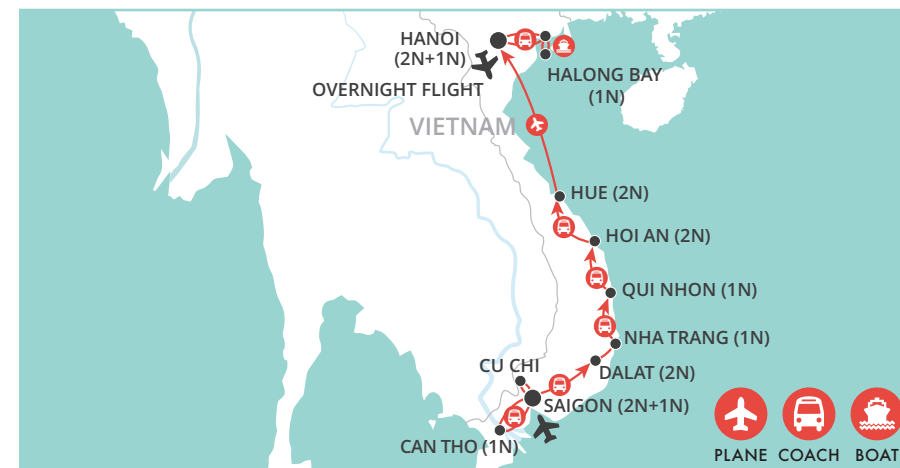 HANOI
(2N+1N)
HALONG BAY
(1N)
OVERNIGHT FLIGHT
VIETNAM
HUE (2N)
HOI AN (2N)
QUI NHON (1N)
NHA TRANG (1N)
CU CHI
DALAT (2N)
SAIGON (2N+1N)
CAN THO (1N)
PLANE COACH BOAT